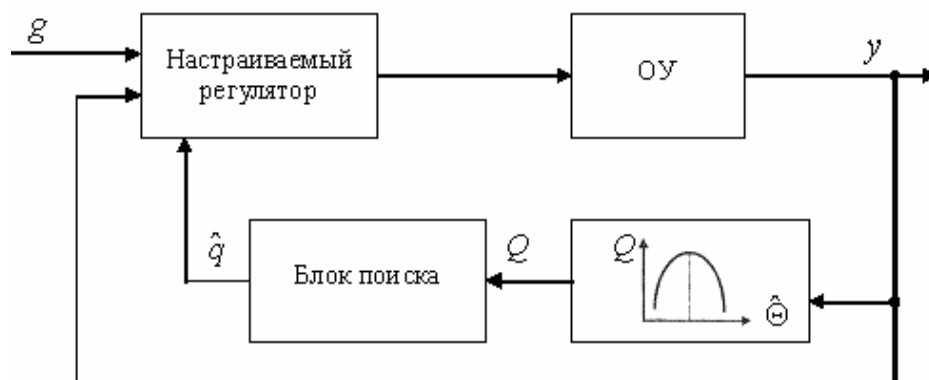 g
Настраиваемый
регулятор
ОУ
y
q̂
Блок поиска
Q
Q
Θ̂